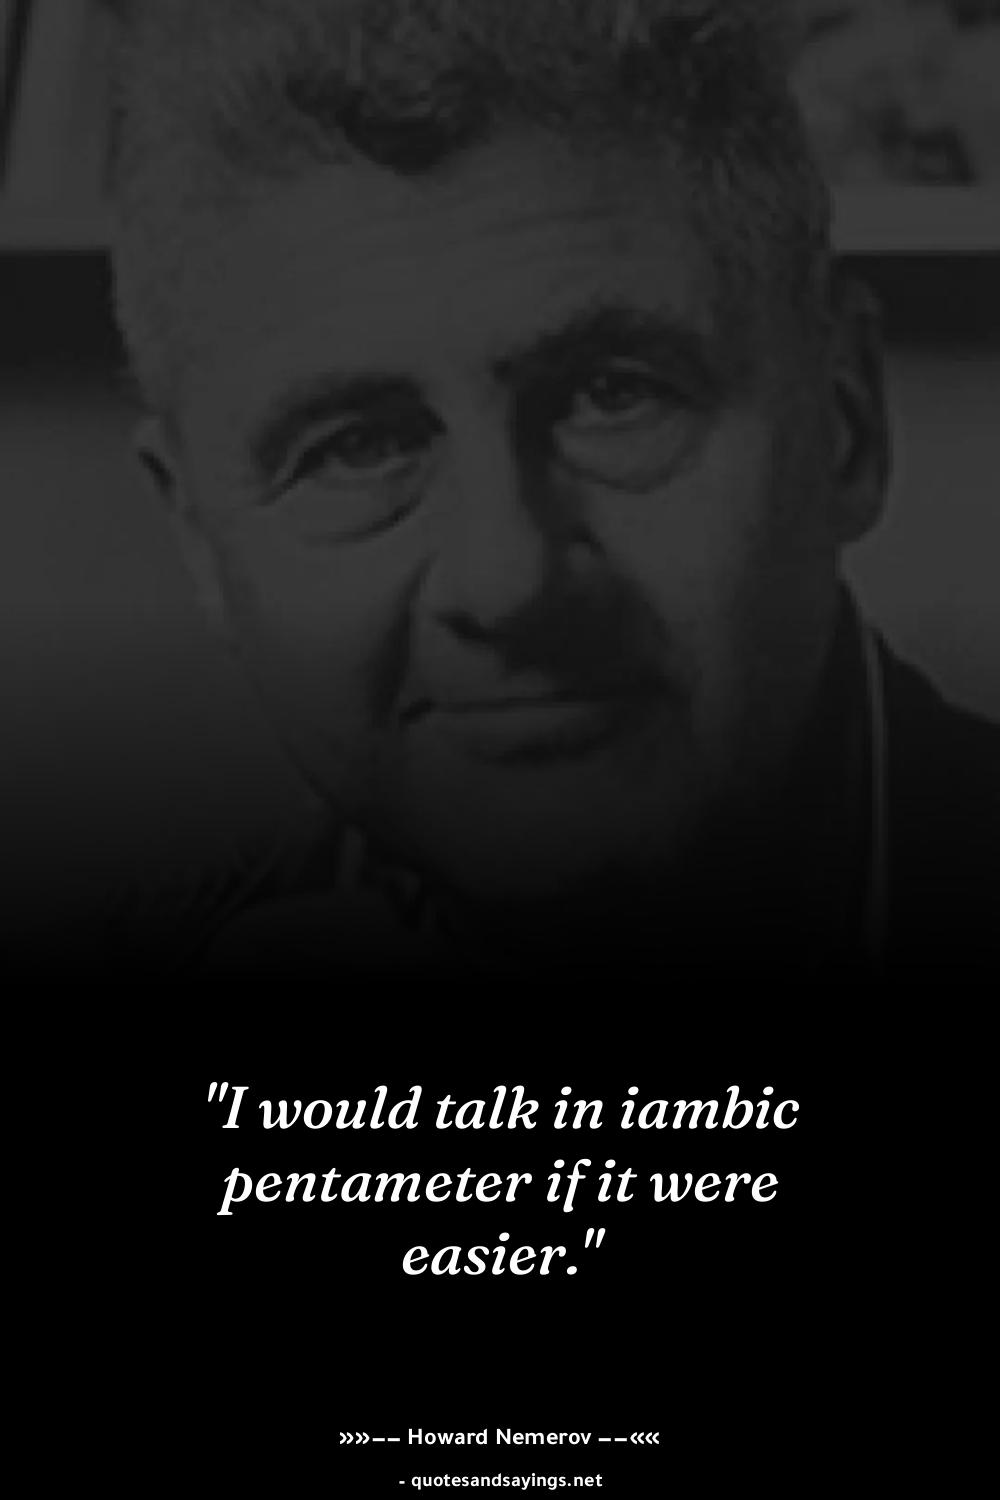 "I would talk in iambic
pentameter if it were
easier."
»»−− Howard Nemerov −−««
- quotesandsayings.net